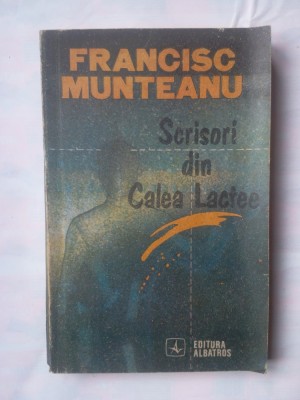 FRANCISC
MUNTEANU
Scrisori
din
Calea Lactee
EDITURA
ALBATROS